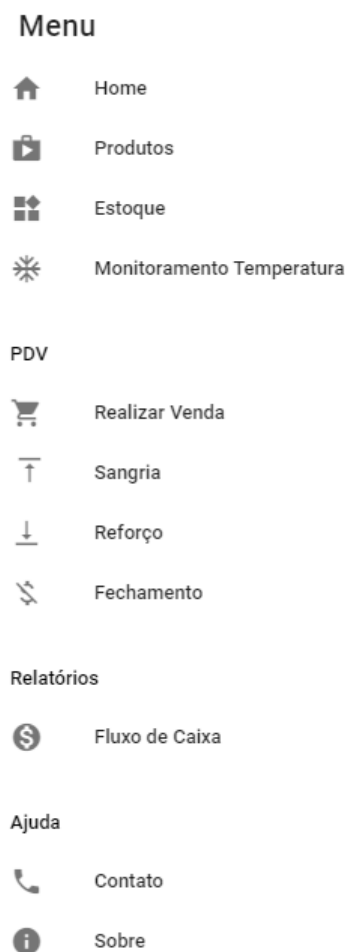 Menu
Home
Produtos
Estoque
Monitoramento Temperatura
PDV
Realizar Venda
Sangria
Reforço
Fechamento
Relatórios
Fluxo de Caixa
Ajuda
Contato
Sobre